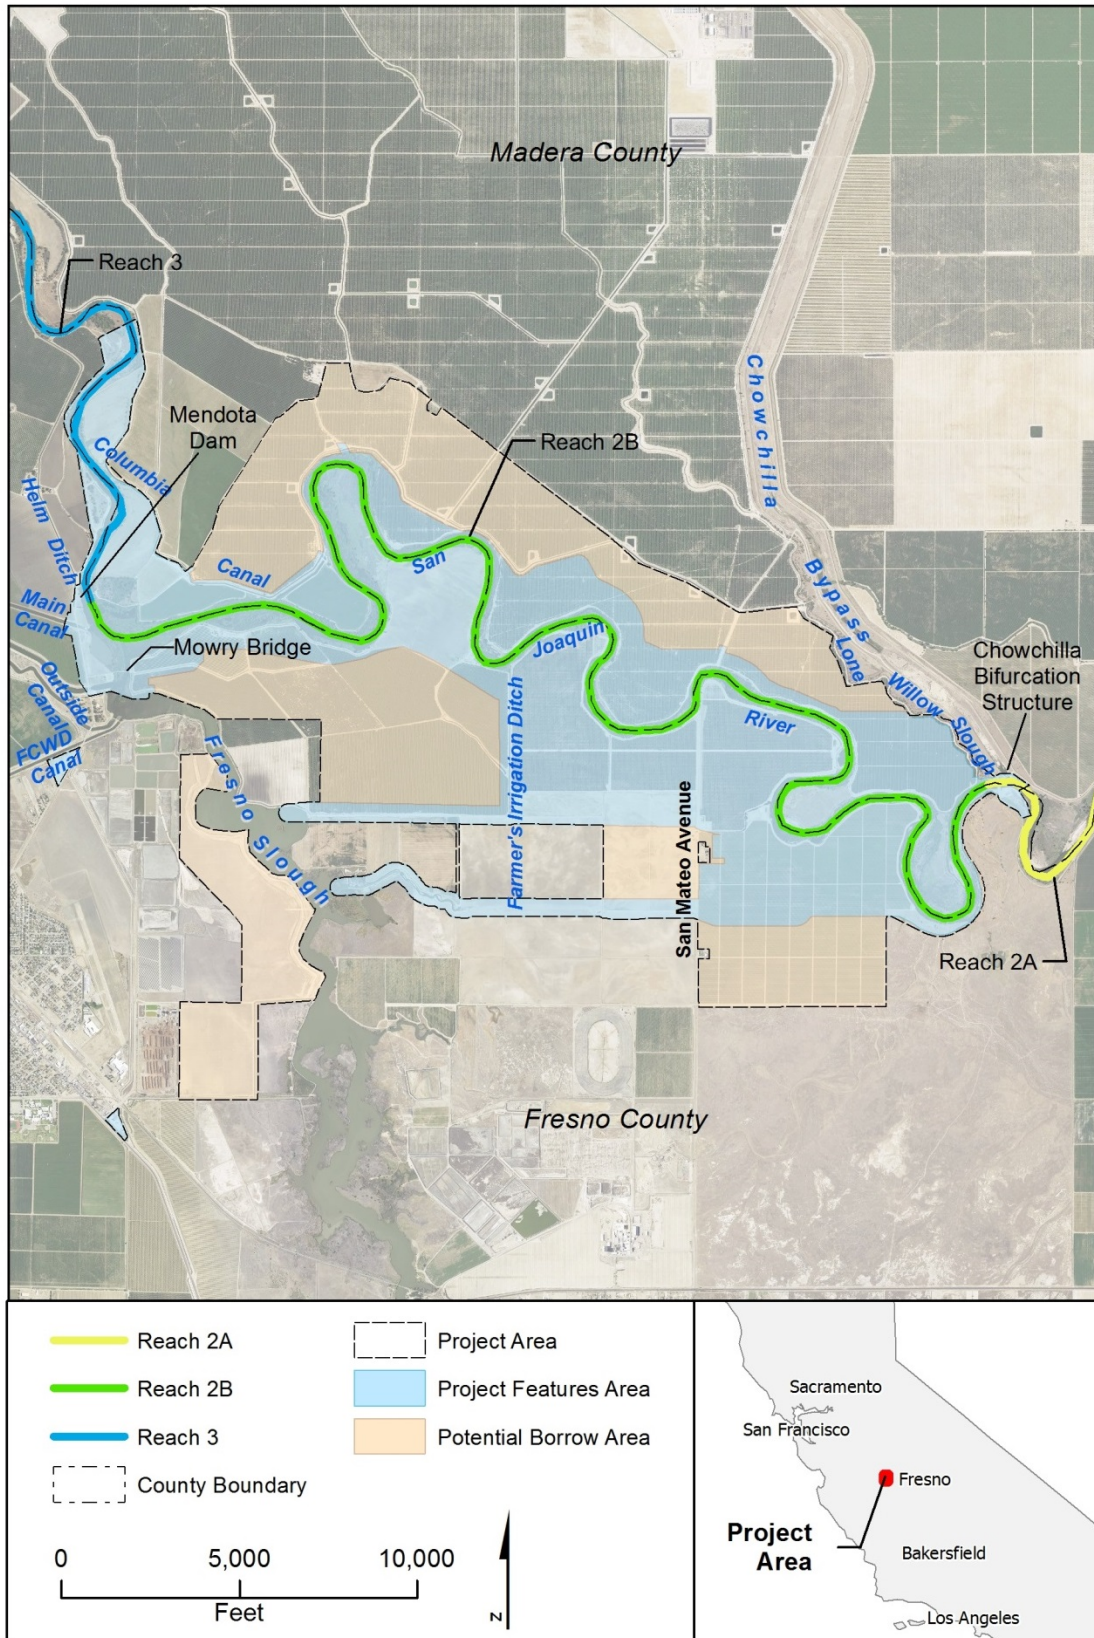 Madera County
Reach 3
Mendota
Dam
Columbia
Canal
Helm Ditch
Main
Canal
Outside
Canal
FCWD
Canal
Mowry Bridge
Fresno Slough
Reach 2B
San
Joaquin
River
Farmer's Irrigation Ditch
San Mateo Avenue
Chowchilla
Bypass
Lone
Willow Slough
Chowchilla
Bifurcation
Structure
Reach 2A
Fresno County
Reach 2A
Reach 2B
Reach 3
County Boundary
Project Area
Project Features Area
Potential Borrow Area
0 5,000 10,000
Feet
N
Sacramento
San Francisco
Fresno
Project
Area
Bakersfield
Los Angeles